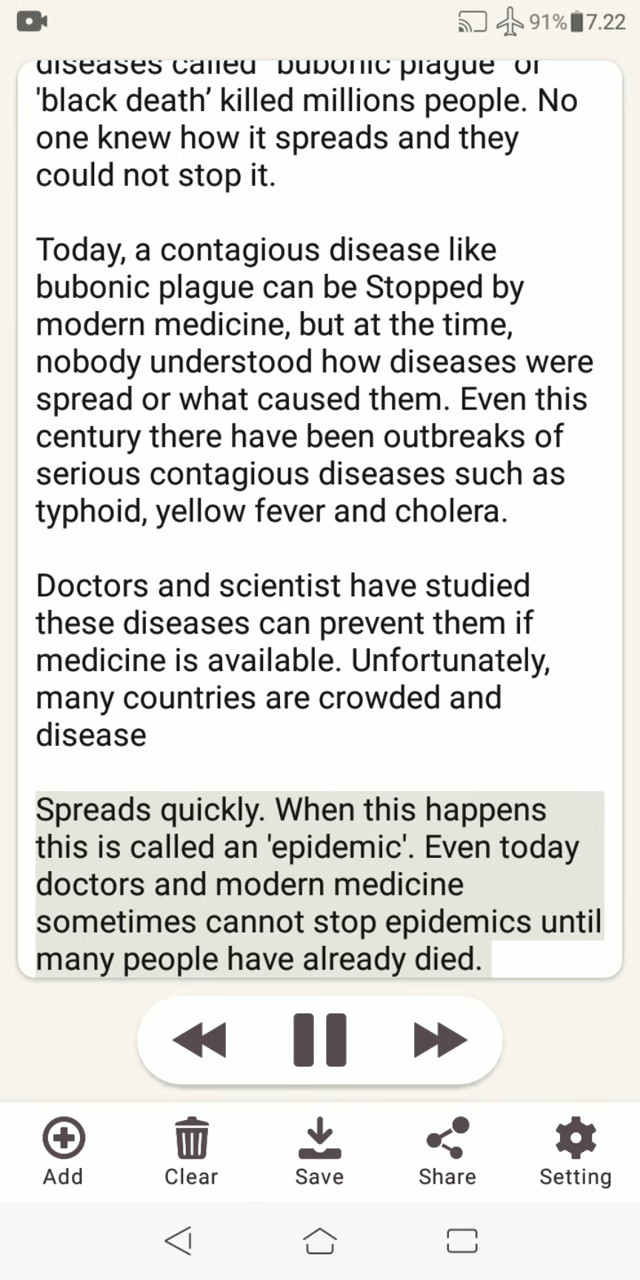 91% 7.22
diseases called "bubonic plague" or
'black death’ killed millions people. No
one knew how it spreads and they
could not stop it.
Today, a contagious disease like
bubonic plague can be Stopped by
modern medicine, but at the time,
nobody understood how diseases were
spread or what caused them. Even this
century there have been outbreaks of
serious contagious diseases such as
typhoid, yellow fever and cholera.
Doctors and scientist have studied
these diseases can prevent them if
medicine is available. Unfortunately,
many countries are crowded and
disease
Spreads quickly. When this happens
this is called an 'epidemic'. Even today
doctors and modern medicine
sometimes cannot stop epidemics until
many people have already died.
Add Clear Save Share Setting